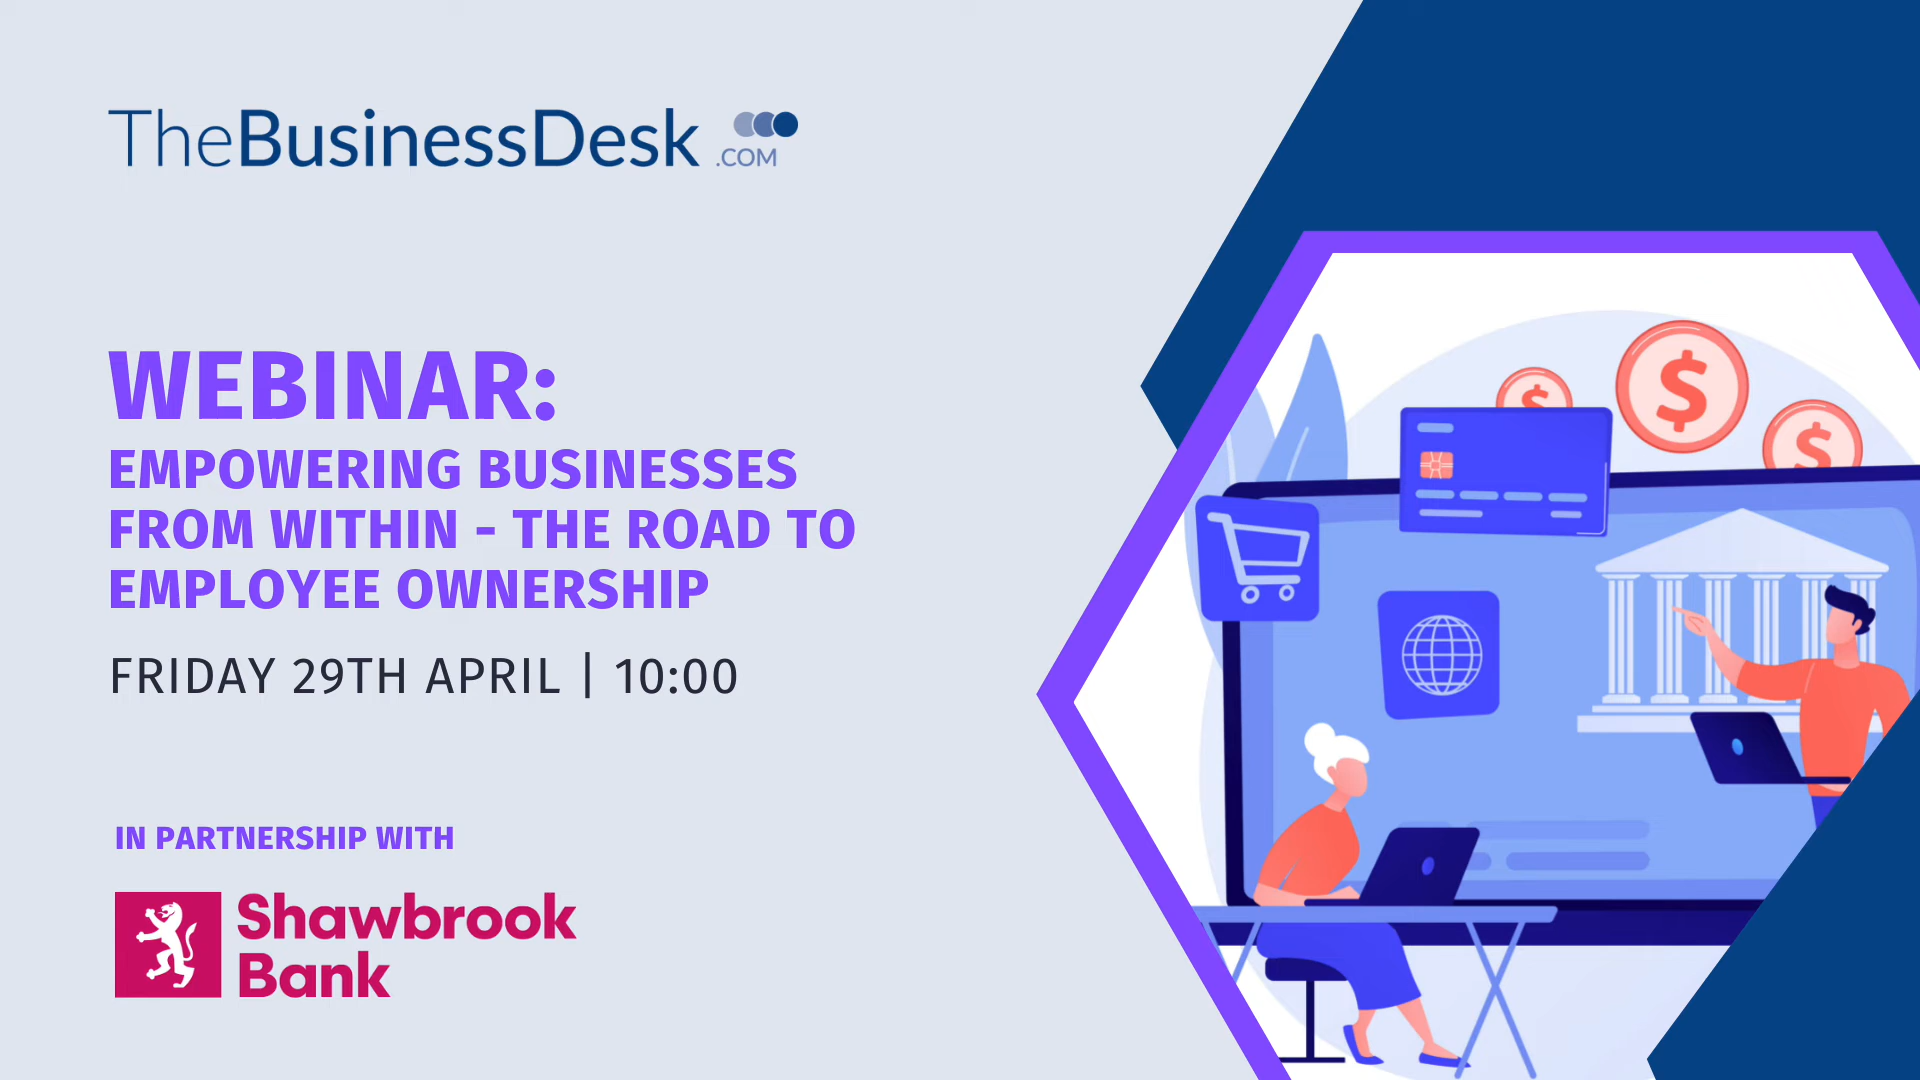 TheBusinessDesk .COM
WEBINAR:
EMPOWERING BUSINESSES
FROM WITHIN - THE ROAD TO
EMPLOYEE OWNERSHIP
FRIDAY 29TH APRIL | 10:00
IN PARTNERSHIP WITH
Shawbrook
Bank
$
$
$